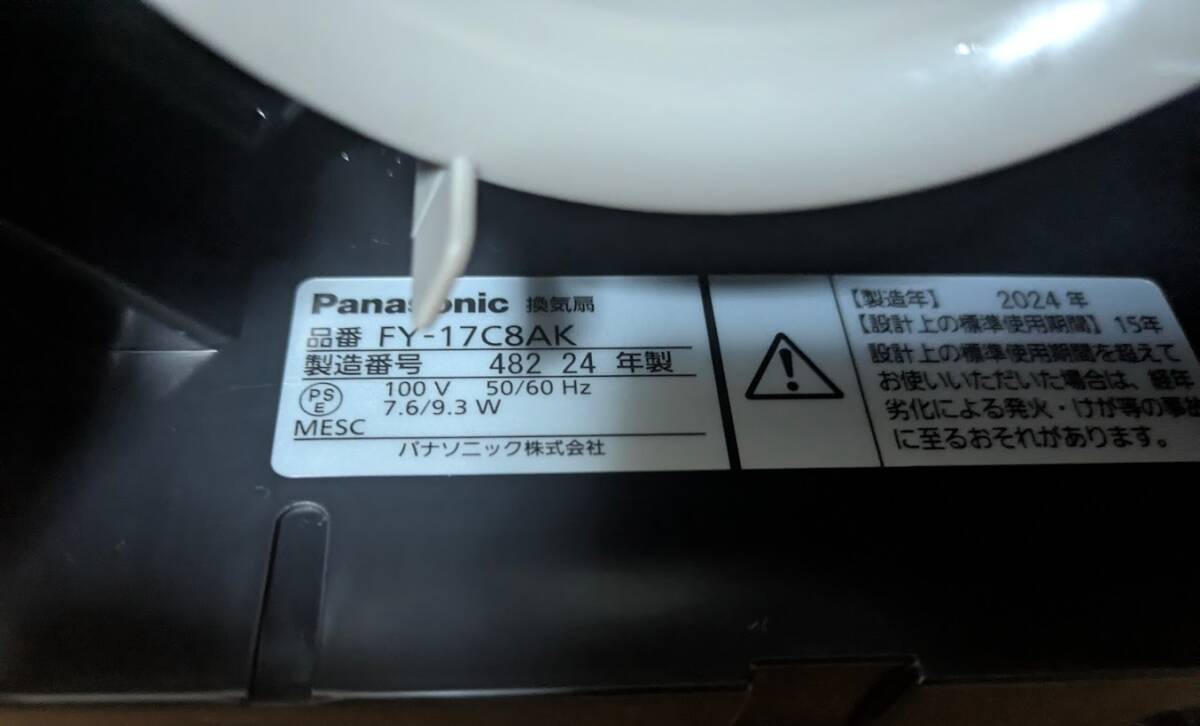 Panasonic 換気扇
品番 FY-17C8AK
製造番号 482 24 年製
PS
E
100 V 50/60 Hz
7.6/9.3 W
MESC
パナソニック株式会社
【製造年】 2024 年
【設計上の標準使用期間】 15年
設計上の標準使用期間を超えて
お使いいただいた場合は、経年
劣化による発火・けが等の事故
に至るおそれがあります。